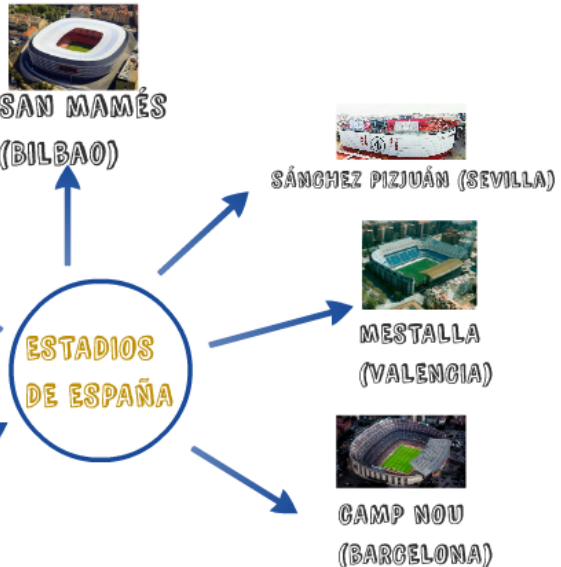 SAN MAMÉS
(BILBAO)
SÁNCHEZ PIZJUÁN (SEVILLA)
ESTADIOS
DE ESPAÑA
MESTALLA
(VALENCIA)
CAMP NOU
(BARCELONA)